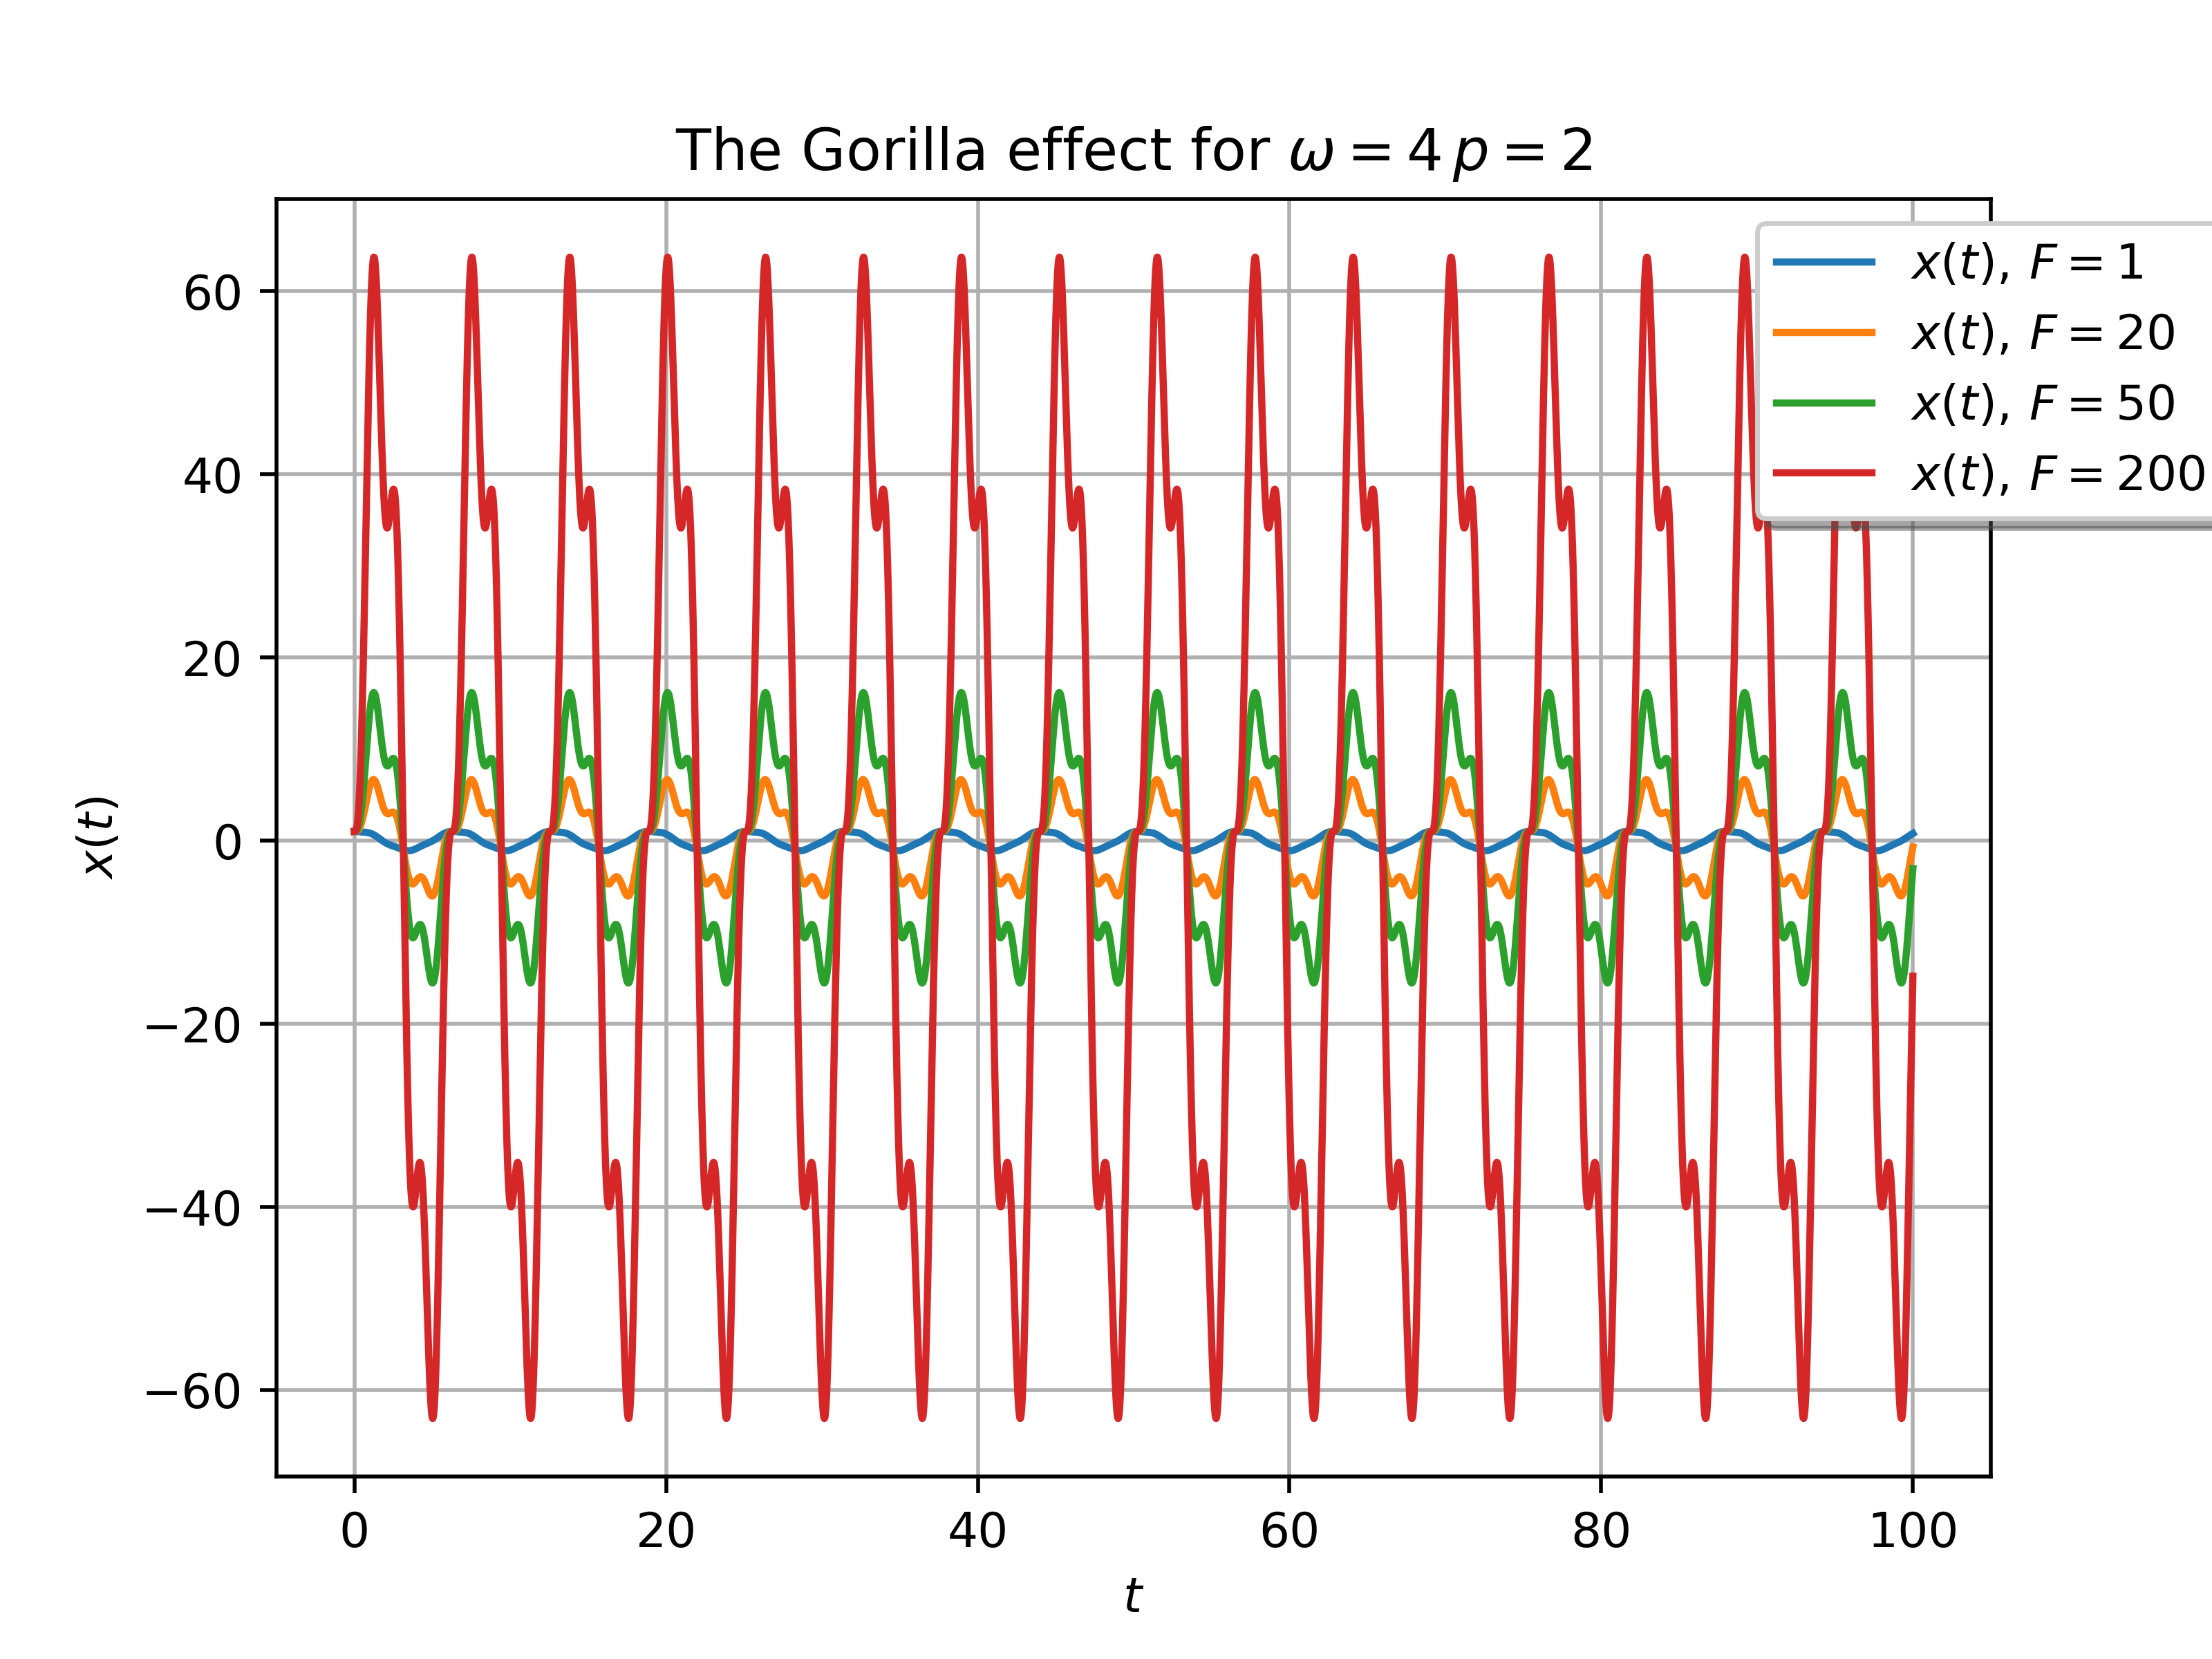 The Gorilla effect for ω = 4 p = 2
x(t), F = 1
x(t), F = 20
x(t), F = 50
x(t), F = 200
60
40
20
0
−20
−40
−60
x(t)
0 20 40 60 80 100
t